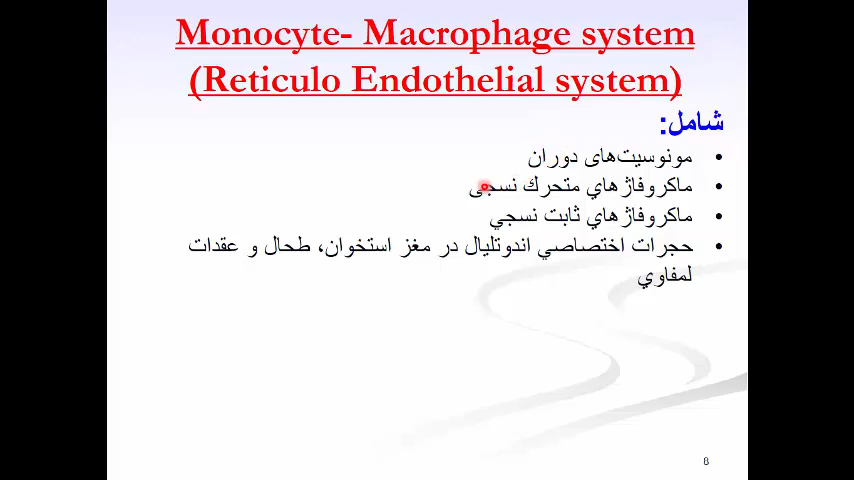 Monocyte- Macrophage system
(Reticulo Endothelial system)
شامل:
• مونوسیت‌های دوران
• ماكروفاژهاي متحرك نسجی
• ماكروفاژهاي ثابت نسجي
• حجرات اختصاصي اندوتليال در مغز استخوان، طحال و عقدات
لمفاوي
8